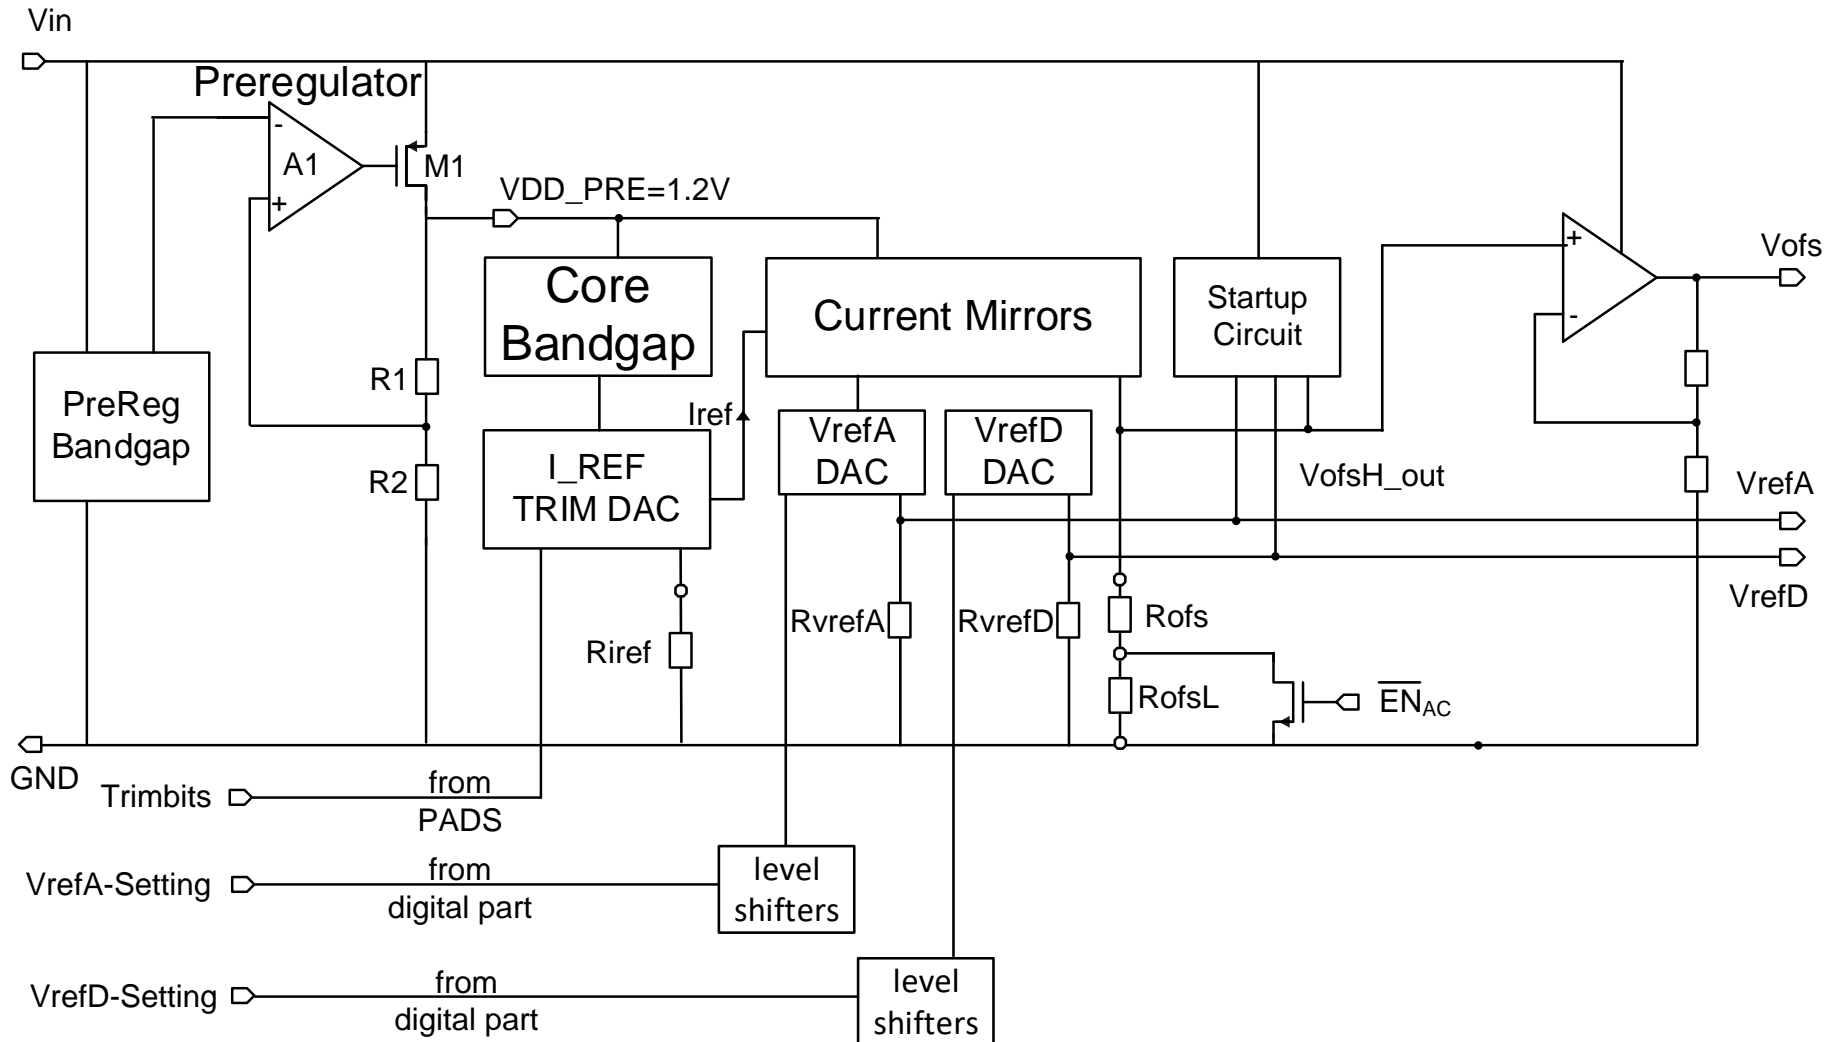 Vin
Preregulator
-
A1
+
M1
VDD_PRE=1.2V
PreReg
Bandgap
R1
R2
Core
Bandgap
I_REF
TRIM DAC
Iref
Current Mirrors
VrefA
DAC
VrefD
DAC
Startup
Circuit
+
-
Vofs
VofsH_out
VrefA
VrefD
Riref
RvrefA
RvrefD
Rofs
RofsL
E̅N̅AC
GND
Trimbits
from
PADS
VrefA-Setting
from
digital part
level
shifters
VrefD-Setting
from
digital part
level
shifters